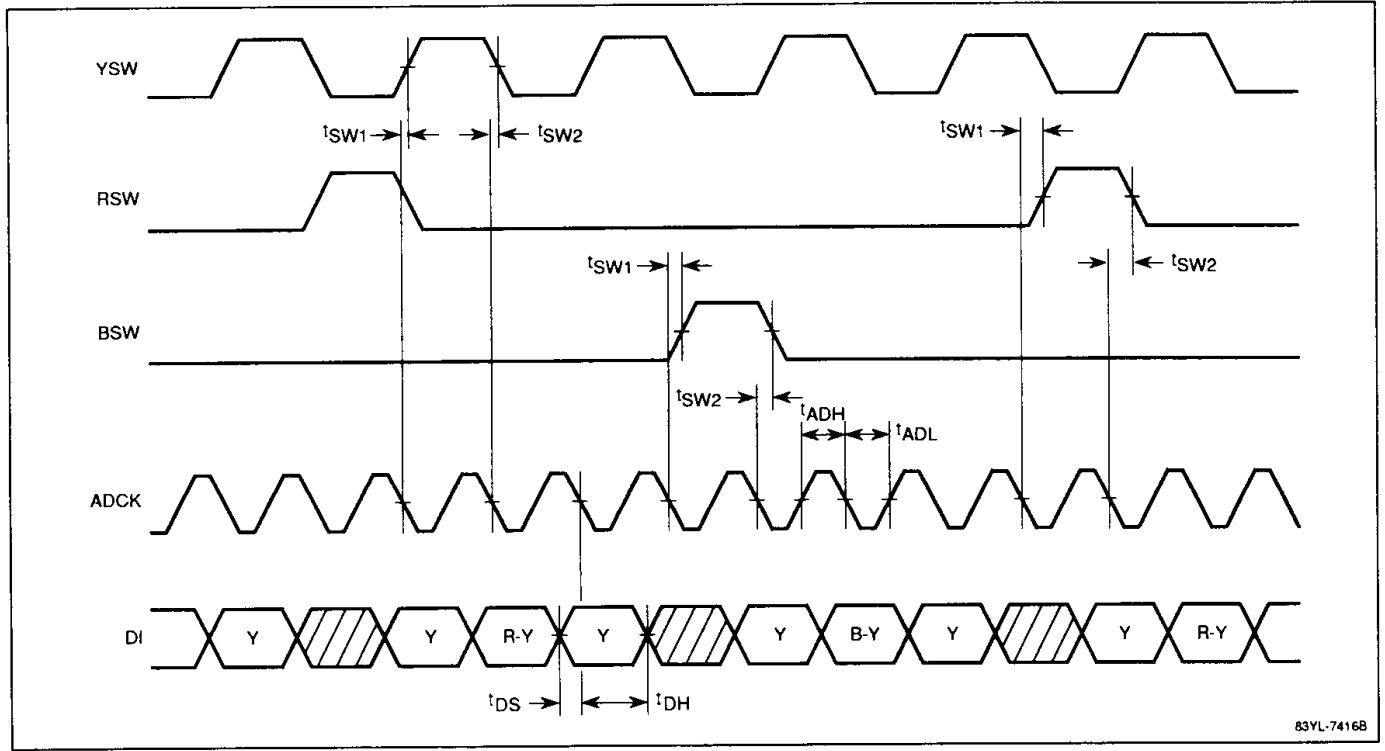 YSW
tSW1 tSW2 tSW1
RSW
tSW1 tSW2
BSW
tSW2 tADH tADL
ADCK
DI Y Y R-Y Y Y B-Y Y Y R-Y
tDS tDH
83YL-7416B